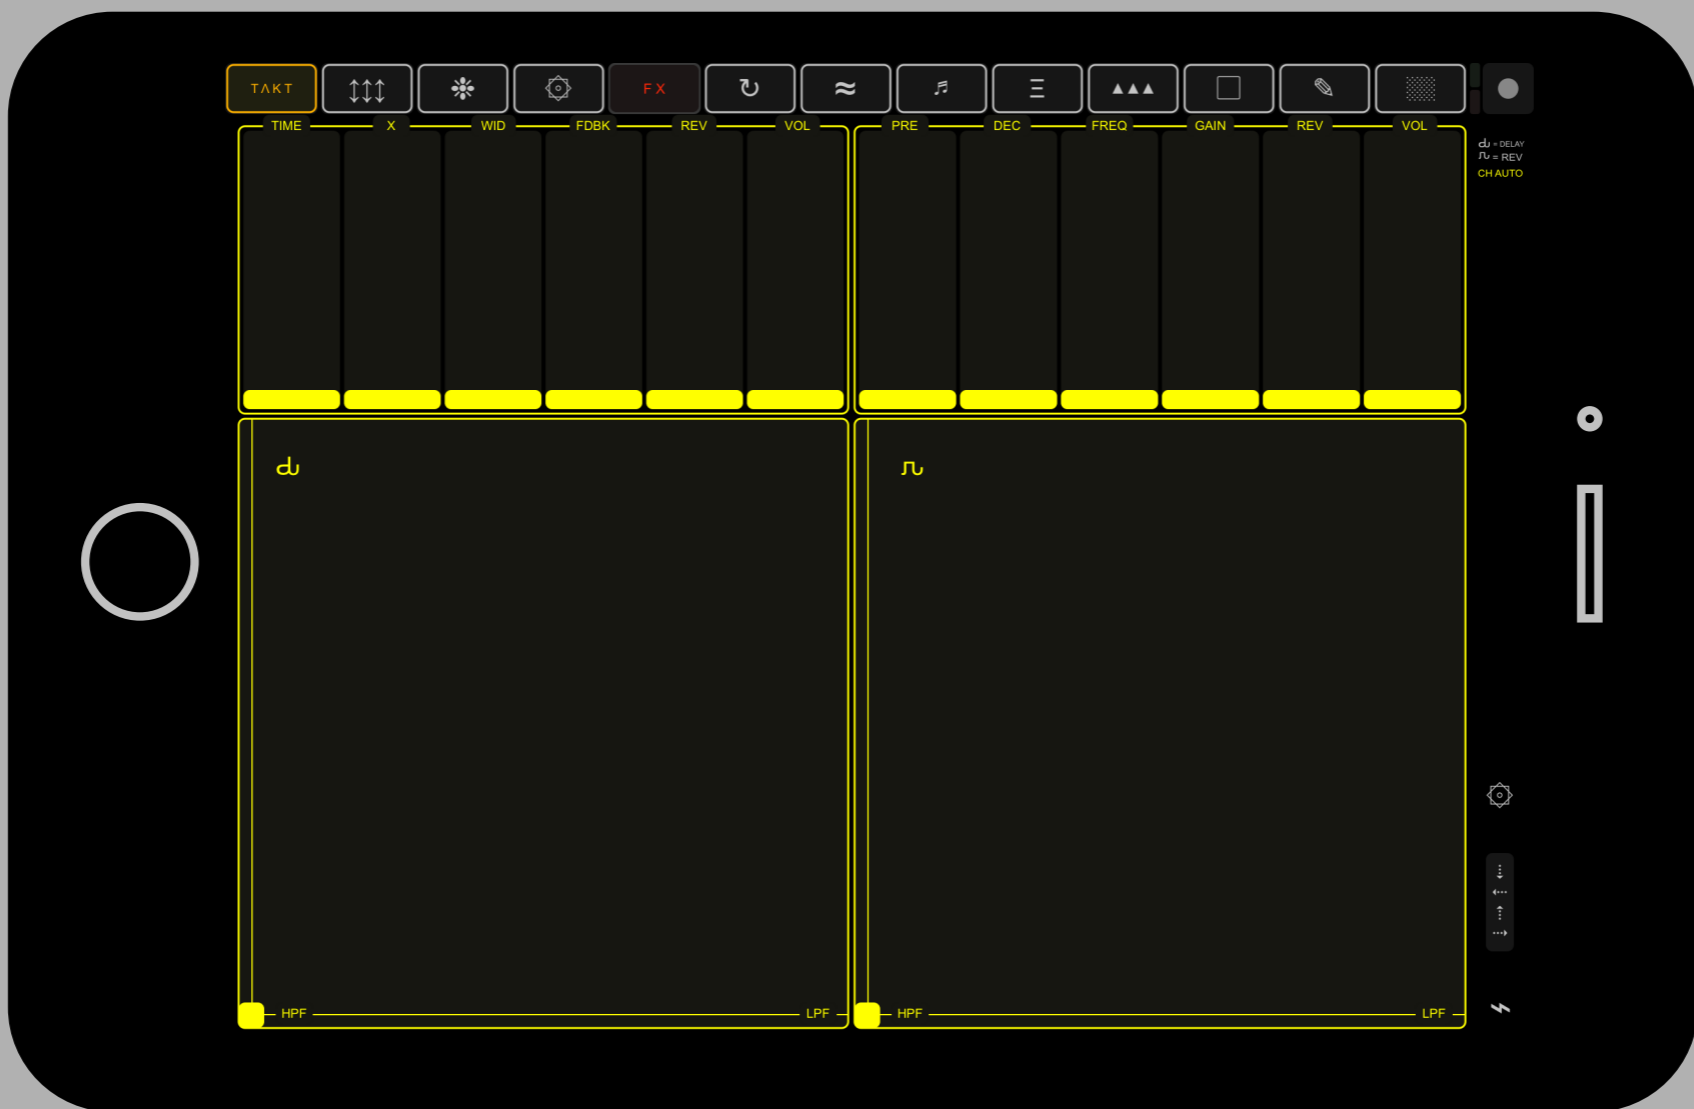 TΛKT
FX
TIME X WID FDBK REV VOL
PRE DEC FREQ GAIN REV VOL
= DELAY
= REV
CH AUTO
HPF LPF
HPF LPF